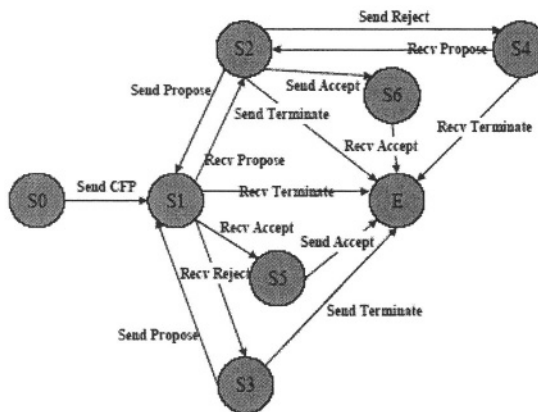 Send Reject
S2
S4
Recv Propose
Send Propose
Send Accept
S6
Send Terminate
Recv Terminate
Recv Accept
Recv Propose
Send CFP
S0
S1
Recv Terminate
E
Recv Accept
Send Accept
Recv Reject
S5
Send Terminate
Send Propose
S3